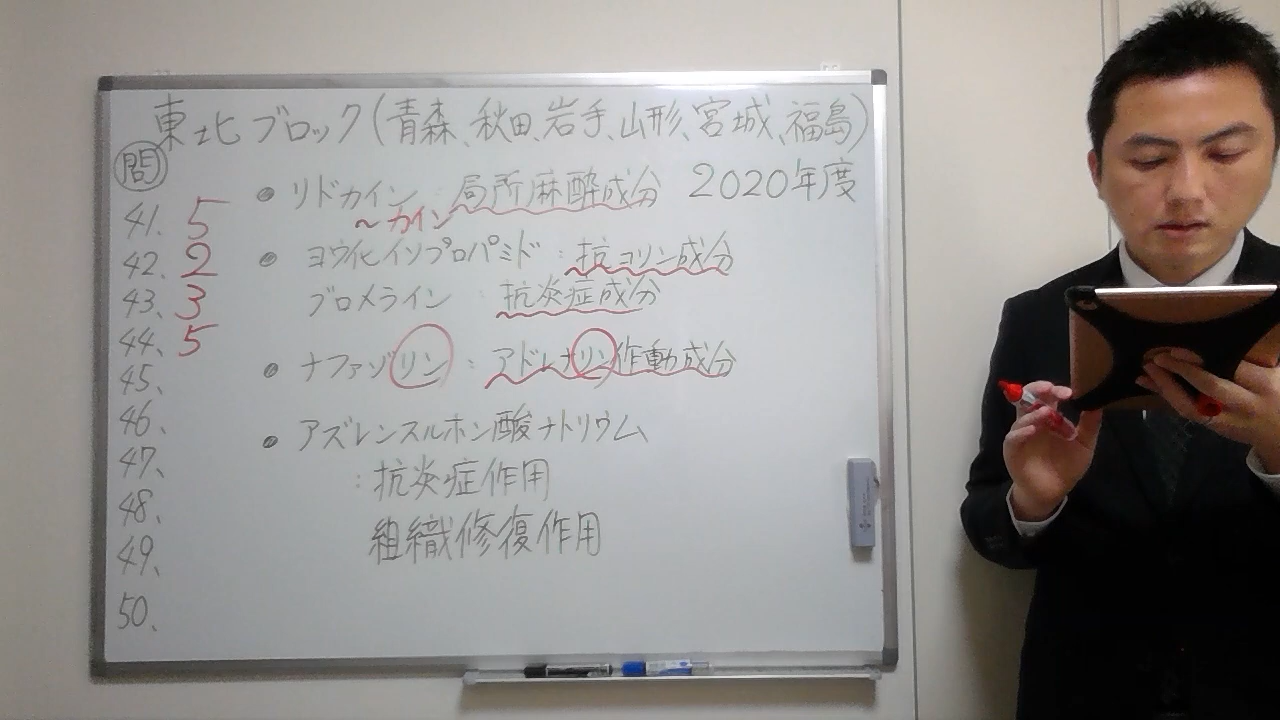 東北ブロック(青森、秋田、岩手、山形、宮城、福島)
問
2020年度
41. 5
42. 2
43. 3
44. 5
45.
46.
47.
48.
49.
50.
● リドカイン : 局所麻酔成分
~カイン
● ヨウ化イソプロパミド : 抗コリン成分
ブロメライン : 抗炎症成分
● ナファゾリン : アドレナリン作動成分
● アズレンスルホン酸ナトリウム
: 抗炎症作用
組織修復作用